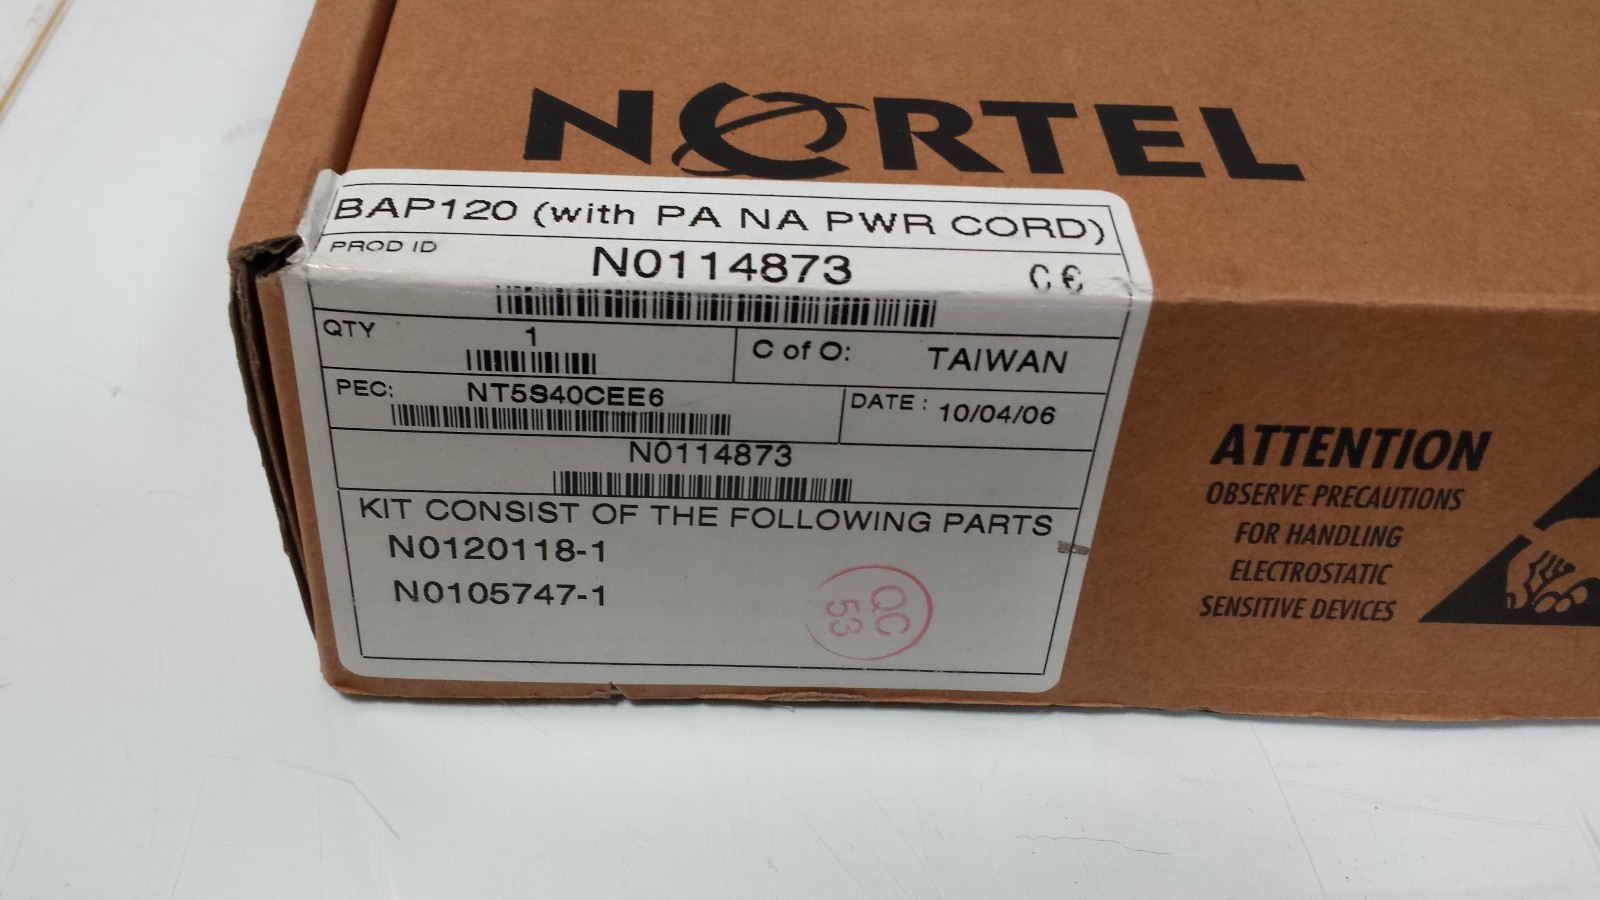 NORTEL
BAP120 (with PA NA PWR CORD)
PROD ID N0114873 CE
QTY 1 C of O: TAIWAN
PEC: NT5S40CEE6 DATE: 10/04/06
N0114873
KIT CONSIST OF THE FOLLOWING PARTS
N0120118-1
N0105747-1
QC
53
ATTENTION
OBSERVE PRECAUTIONS
FOR HANDLING
ELECTROSTATIC
SENSITIVE DEVICES